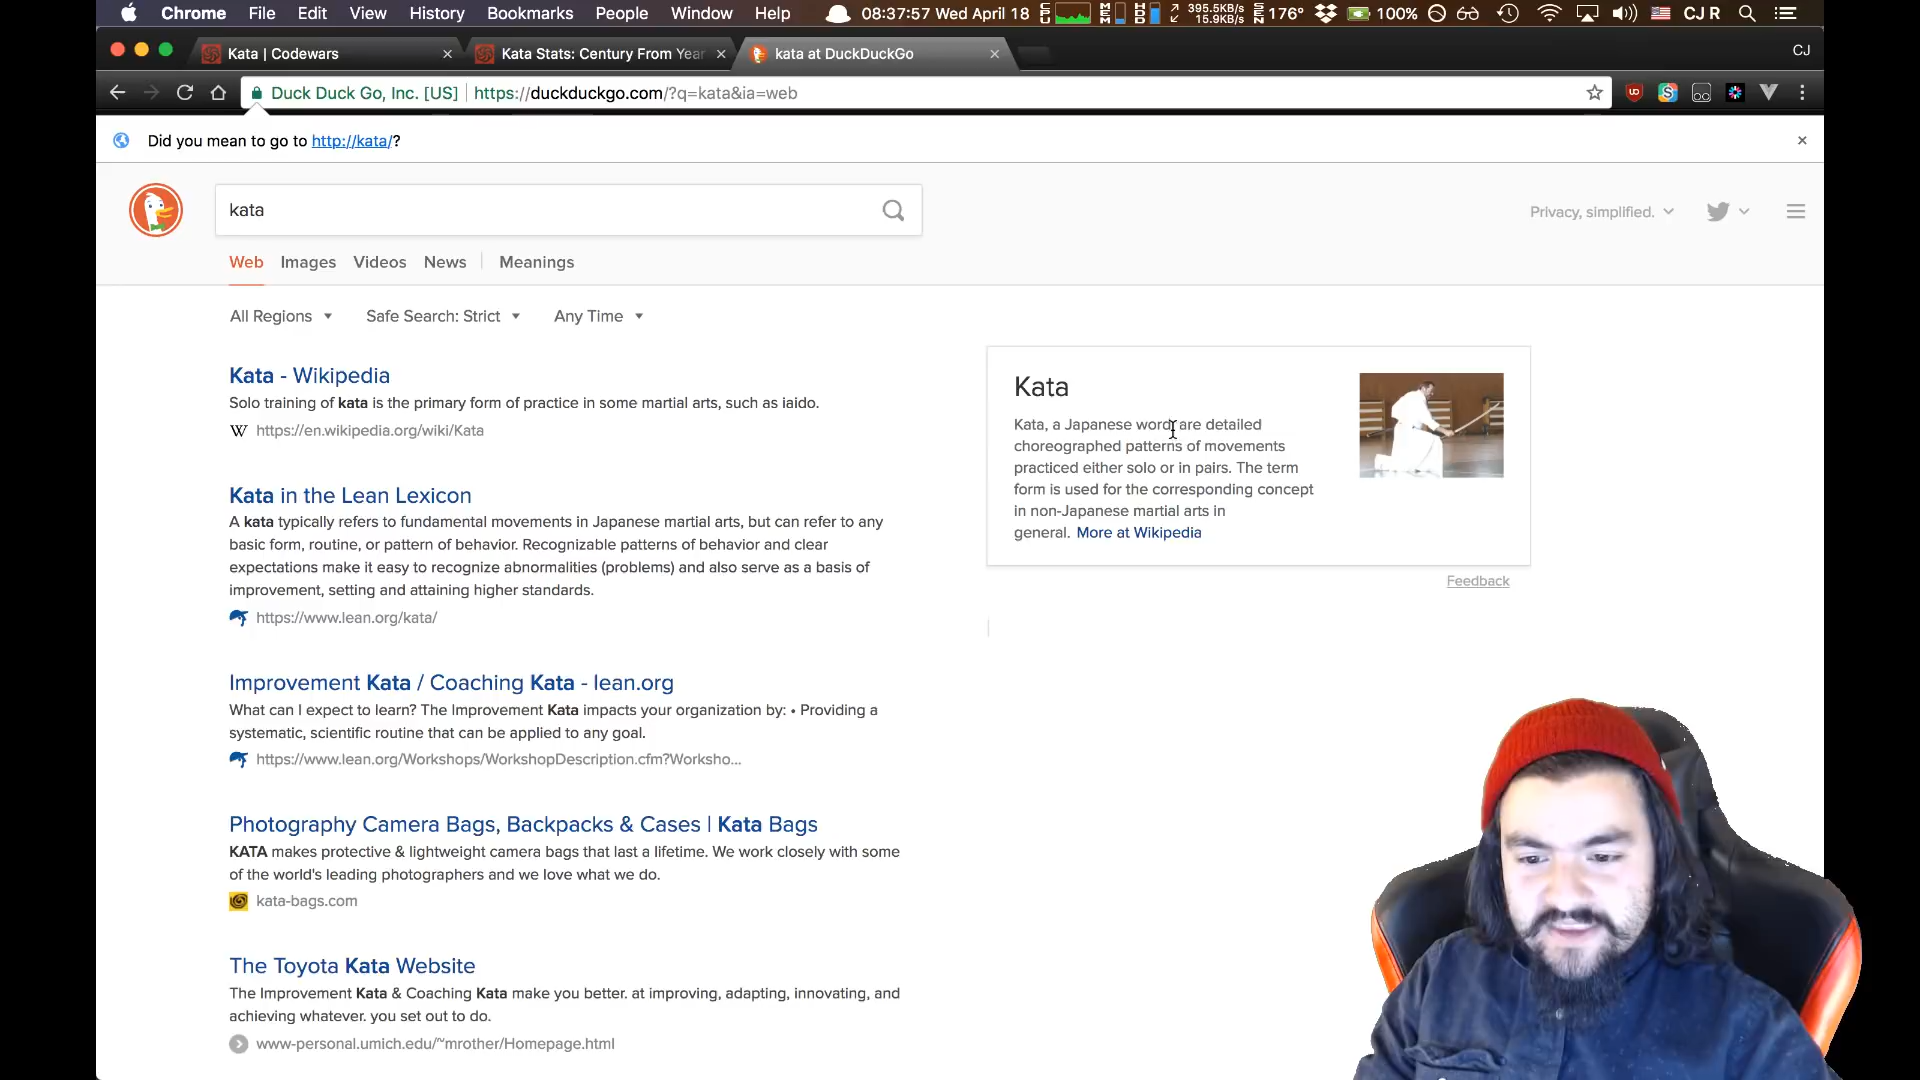 Chrome File Edit View History Bookmarks People Window Help 08:37:57 Wed April 18 395.5KB/s 15.9KB/s 176° 100% CJ R
Kata | Codewars
Kata Stats: Century From Year
kata at DuckDuckGo
CJ
Duck Duck Go, Inc. [US] https://duckduckgo.com/?q=kata&ia=web
Did you mean to go to http://kata/?
kata
Privacy, simplified.
Web Images Videos News Meanings
All Regions Safe Search: Strict Any Time
Kata - Wikipedia
Solo training of kata is the primary form of practice in some martial arts, such as iaido.
W https://en.wikipedia.org/wiki/Kata
Kata in the Lean Lexicon
A kata typically refers to fundamental movements in Japanese martial arts, but can refer to any
basic form, routine, or pattern of behavior. Recognizable patterns of behavior and clear
expectations make it easy to recognize abnormalities (problems) and also serve as a basis of
improvement, setting and attaining higher standards.
https://www.lean.org/kata/
Improvement Kata / Coaching Kata - lean.org
What can I expect to learn? The Improvement Kata impacts your organization by: • Providing a
systematic, scientific routine that can be applied to any goal.
https://www.lean.org/Workshops/WorkshopDescription.cfm?Worksho...
Photography Camera Bags, Backpacks & Cases | Kata Bags
KATA makes protective & lightweight camera bags that last a lifetime. We work closely with some
of the world's leading photographers and we love what we do.
kata-bags.com
The Toyota Kata Website
The Improvement Kata & Coaching Kata make you better. at improving, adapting, innovating, and
achieving whatever. you set out to do.
www-personal.umich.edu/~mrother/Homepage.html
Kata
Kata, a Japanese word, are detailed
choreographed patterns of movements
practiced either solo or in pairs. The term
form is used for the corresponding concept
in non-Japanese martial arts in
general. More at Wikipedia
Feedback